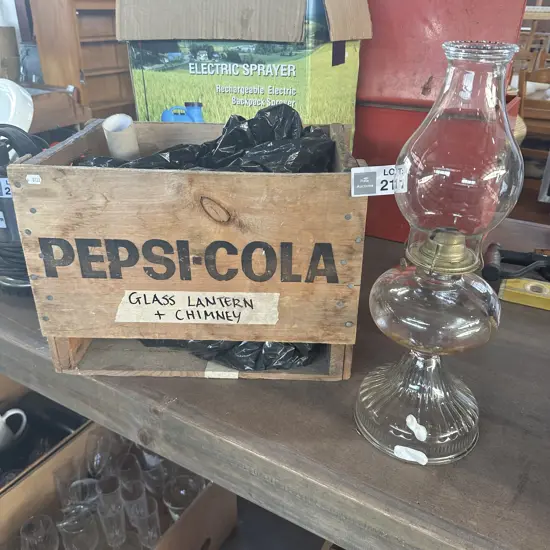 ELECTRIC SPRAYER
Rechargeable Electric
Backpack Sprayer
LOT
PEPSI-COLA
GLASS LANTERN
+ CHIMNEY